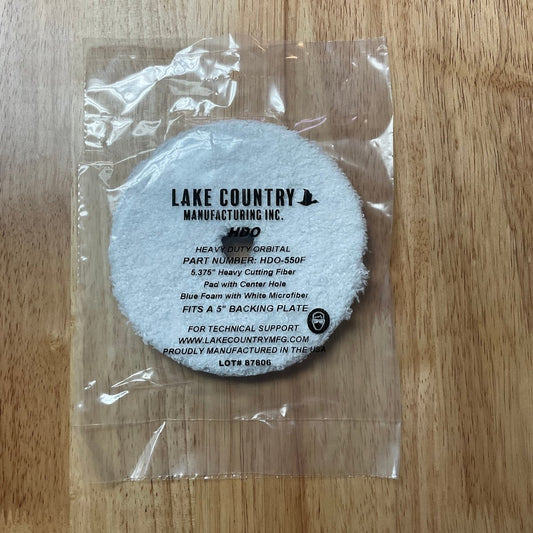 LAKE COUNTRY
MANUFACTURING INC.
HDO
HEAVY DUTY ORBITAL
PART NUMBER: HDO-550F
5.375" Heavy Cutting Fiber
Pad with Center Hole
Blue Foam with White Microfiber
FITS A 5" BACKING PLATE
FOR TECHNICAL SUPPORT
WWW.LAKECOUNTRYMFG.COM
PROUDLY MANUFACTURED IN THE USA
LOT# 87806